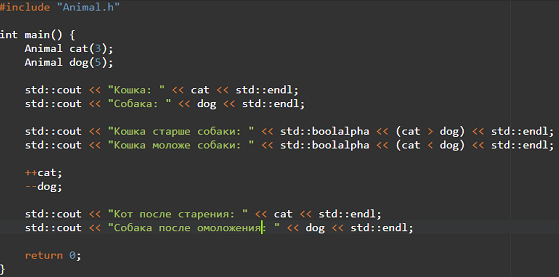 #include "Animal.h"
int main() {
Animal cat(3);
Animal dog(5);
std::cout << "Кошка: " << cat << std::endl;
std::cout << "Собака: " << dog << std::endl;
std::cout << "Кошка старше собаки: " << std::boolalpha << (cat > dog) << std::endl;
std::cout << "Кошка моложе собаки: " << std::boolalpha << (cat < dog) << std::endl;
++cat;
--dog;
std::cout << "Кот после старения: " << cat << std::endl;
std::cout << "Собака после омоложения: " << dog << std::endl;
return 0;
}